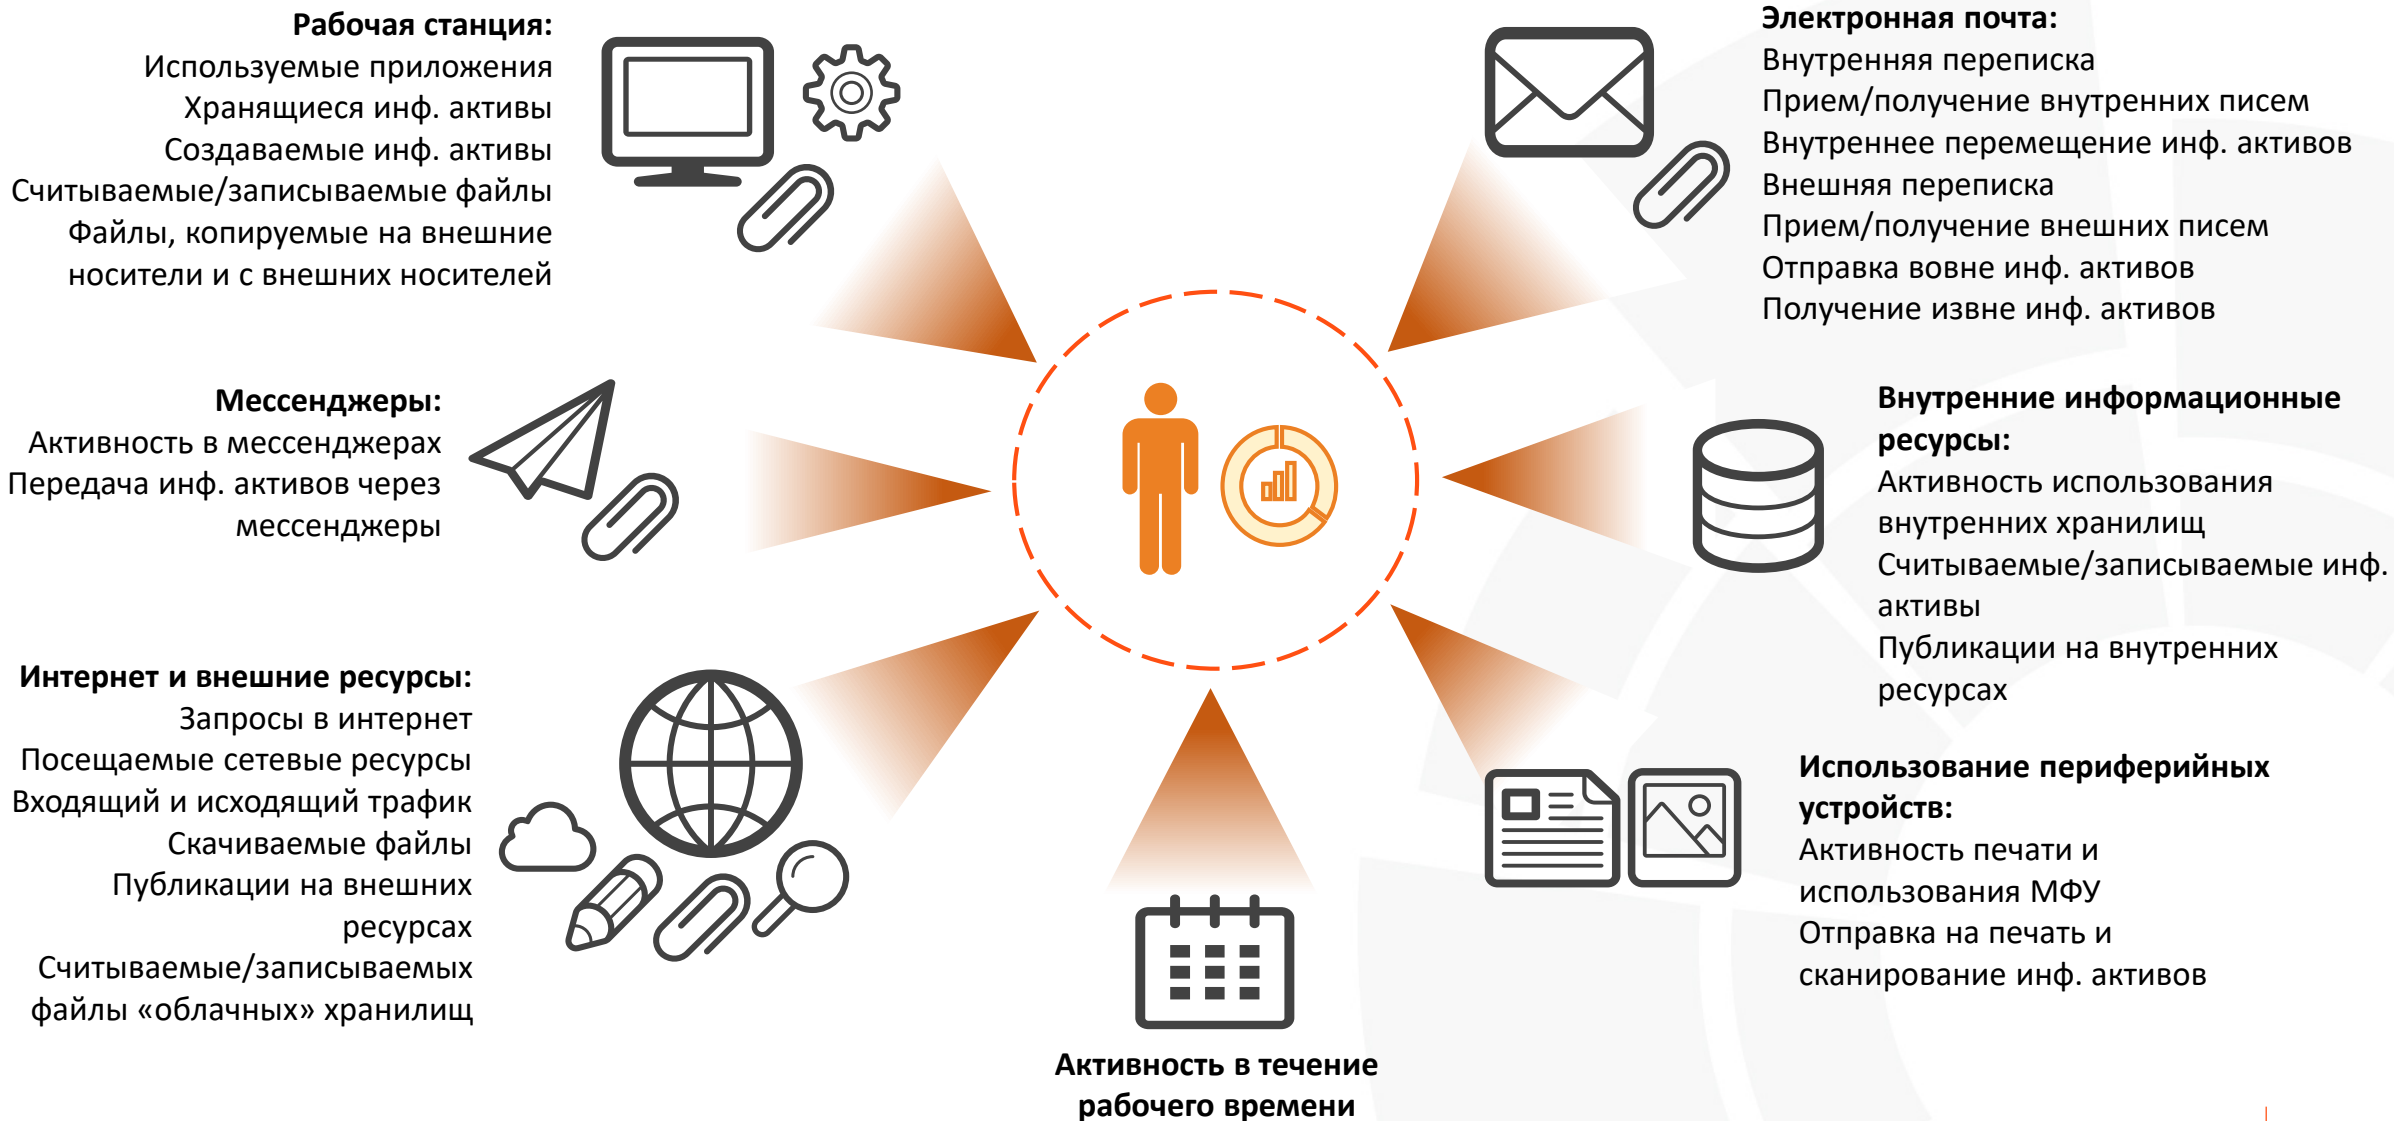 Рабочая станция:
Используемые приложения
Хранящиеся инф. активы
Создаваемые инф. активы
Считываемые/записываемые файлы
Файлы, копируемые на внешние
носители и с внешних носителей
Мессенджеры:
Активность в мессенджерах
Передача инф. активов через
мессенджеры
Интернет и внешние ресурсы:
Запросы в интернет
Посещаемые сетевые ресурсы
Входящий и исходящий трафик
Скачиваемые файлы
Публикации на внешних
ресурсах
Считываемые/записываемых
файлы «облачных» хранилищ
Активность в течение
рабочего времени
Электронная почта:
Внутренняя переписка
Прием/получение внутренних писем
Внутреннее перемещение инф. активов
Внешняя переписка
Прием/получение внешних писем
Отправка вовне инф. активов
Получение извне инф. активов
Внутренние информационные
ресурсы:
Активность использования
внутренних хранилищ
Считываемые/записываемые инф.
активы
Публикации на внутренних
ресурсах
Использование периферийных
устройств:
Активность печати и
использования МФУ
Отправка на печать и
сканирование инф. активов